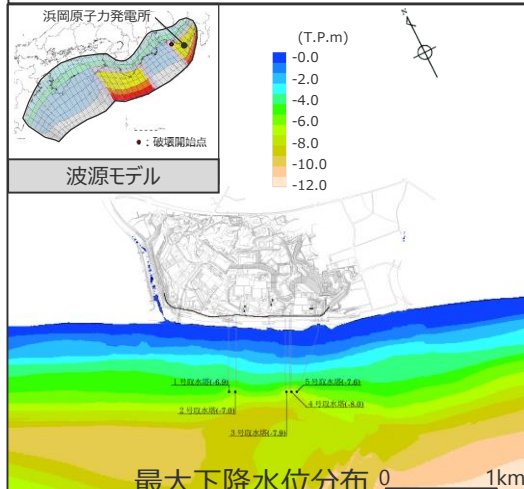 浜岡原子力発電所
●：破壊開始点
波源モデル
(T.P.m)
-0.0
-2.0
-4.0
-6.0
-8.0
-10.0
-12.0
N
1号取水塔(-6.9)
2号取水塔(-7.0)
3号取水塔(-7.9)
4号取水塔(-8.0)
5号取水塔(-7.6)
最大下降水位分布
0 1km